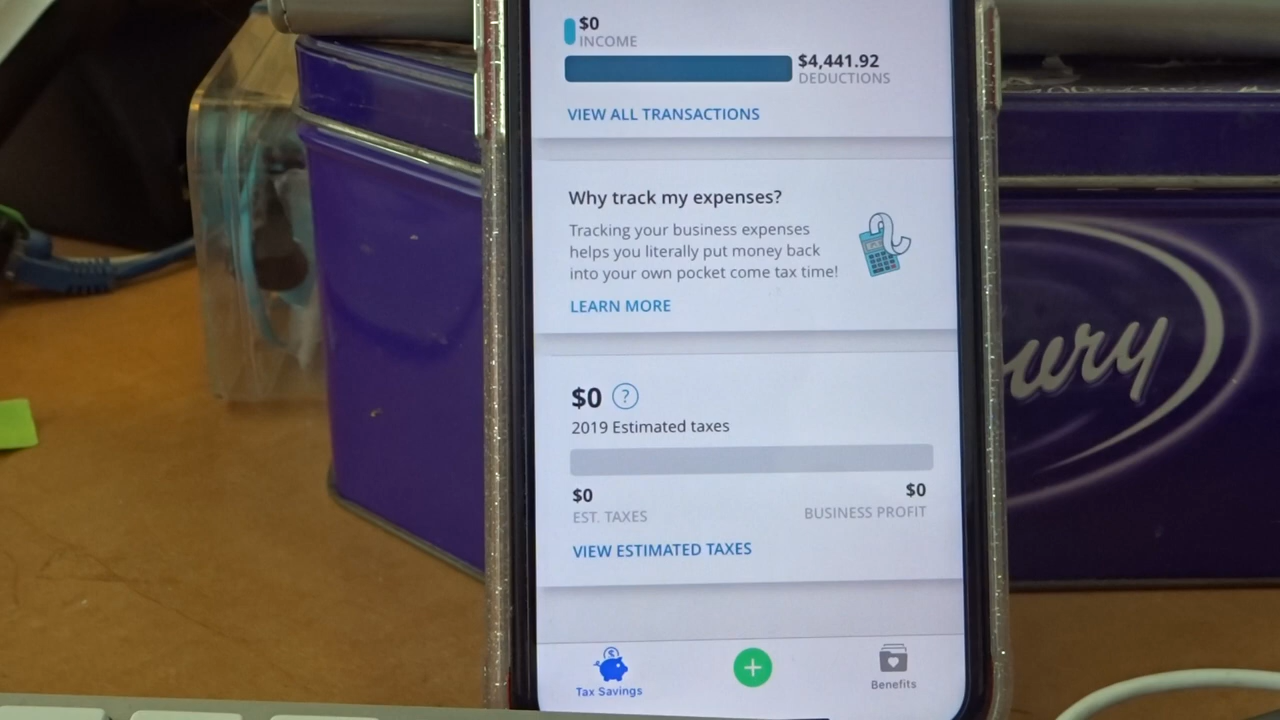 $0
INCOME
$4,441.92
DEDUCTIONS
VIEW ALL TRANSACTIONS
Why track my expenses?
Tracking your business expenses
helps you literally put money back
into your own pocket come tax time!
LEARN MORE
$0 ?
2019 Estimated taxes
$0
$0
EST. TAXES
BUSINESS PROFIT
VIEW ESTIMATED TAXES
Tax Savings
+
Benefits
ury